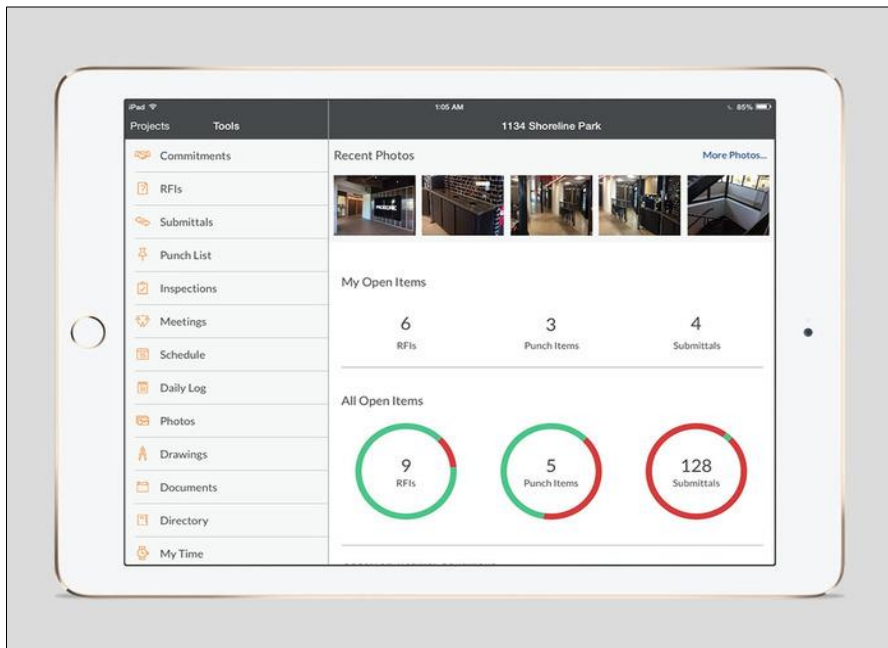 iPad
1:05 AM
85%
Projects
Tools
1134 Shoreline Park
Commitments
RFIs
Submittals
Punch List
Inspections
Meetings
Schedule
Daily Log
Photos
Drawings
Documents
Directory
My Time
Recent Photos
More Photos...
My Open Items
6
RFIs
3
Punch Items
4
Submittals
All Open Items
9
RFIs
5
Punch Items
128
Submittals